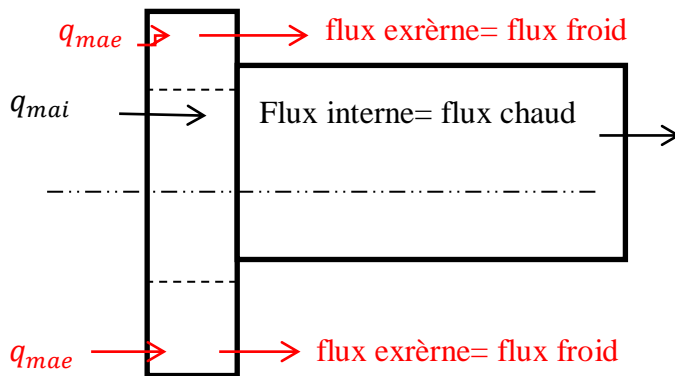 q_mae flux exrèrne= flux froid
q_mai Flux interne= flux chaud
q_mae flux exrèrne= flux froid